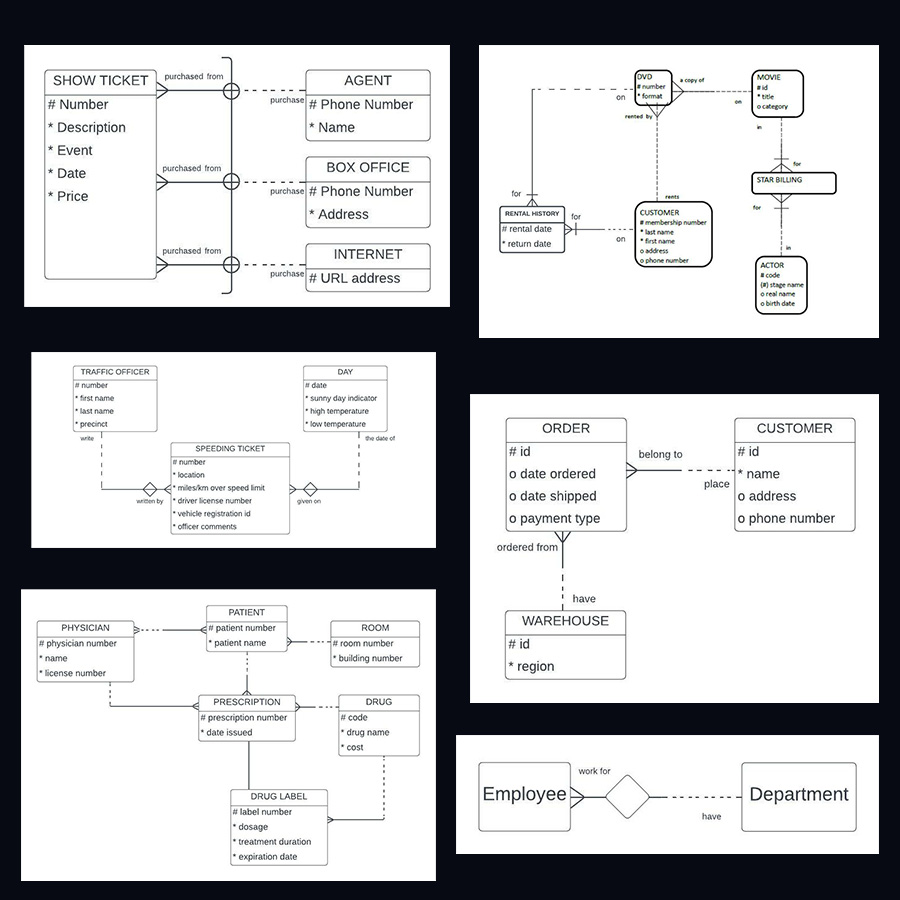 SHOW TICKET
# Number
* Description
* Event
* Date
* Price
purchased from
purchase
purchased from
purchase
purchased from
purchase
AGENT
# Phone Number
* Name
BOX OFFICE
# Phone Number
* Address
INTERNET
# URL address
DVD
# number
* format
a copy of
on
on
rented by
MOVIE
# id
* title
o category
in
for
STAR BILLING
for
in
for
RENTAL HISTORY
# rental date
* return date
for
on
rents
CUSTOMER
# membership number
* last name
* first name
o address
o phone number
ACTOR
# code
(#) stage name
o real name
o birth date
TRAFFIC OFFICER
# number
* first name
* last name
* precinct
write
written by
DAY
# date
* sunny day indicator
* high temperature
* low temperature
the date of
given on
SPEEDING TICKET
# number
* location
* miles/km over speed limit
* driver license number
* vehicle registration id
* officer comments
ORDER
# id
o date ordered
o date shipped
o payment type
belong to
place
CUSTOMER
# id
* name
o address
o phone number
ordered from
have
WAREHOUSE
# id
* region
PHYSICIAN
# physician number
* name
* license number
PATIENT
# patient number
* patient name
ROOM
# room number
* building number
PRESCRIPTION
# prescription number
* date issued
DRUG
# code
* drug name
* cost
DRUG LABEL
# label number
* dosage
* treatment duration
* expiration date
Employee
work for
have
Department